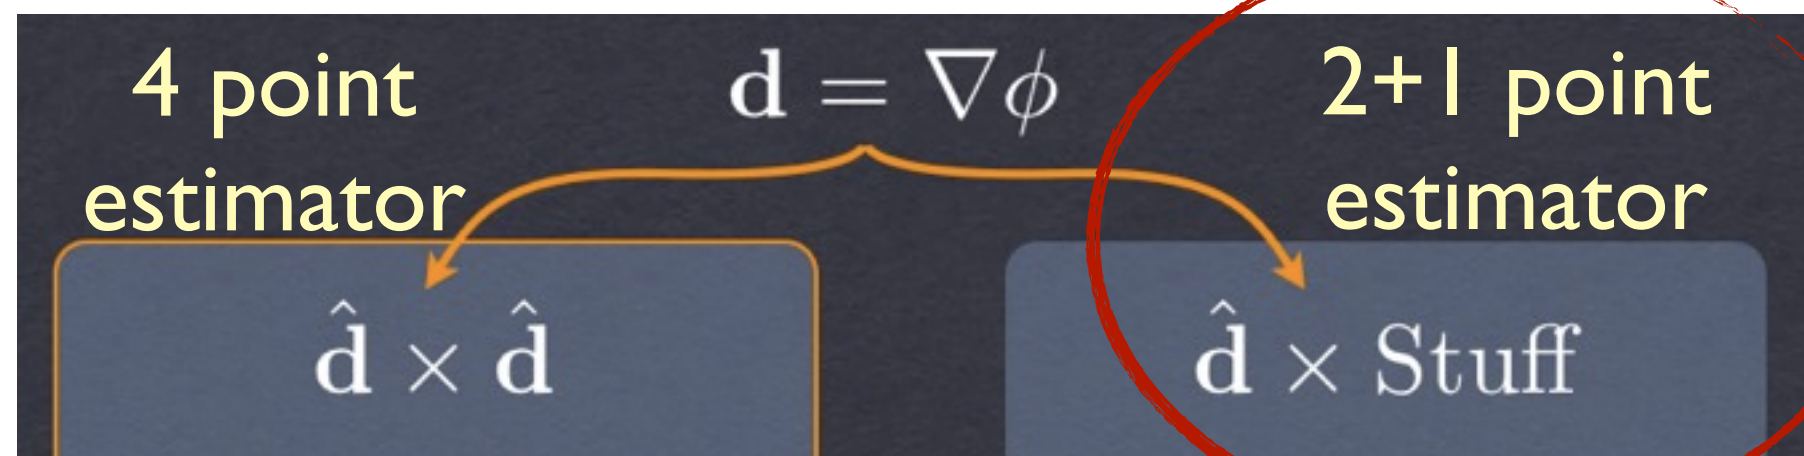 4 point
estimator
d = ∇ϕ
2+1 point
estimator
d̂ × d̂
d̂ × Stuff